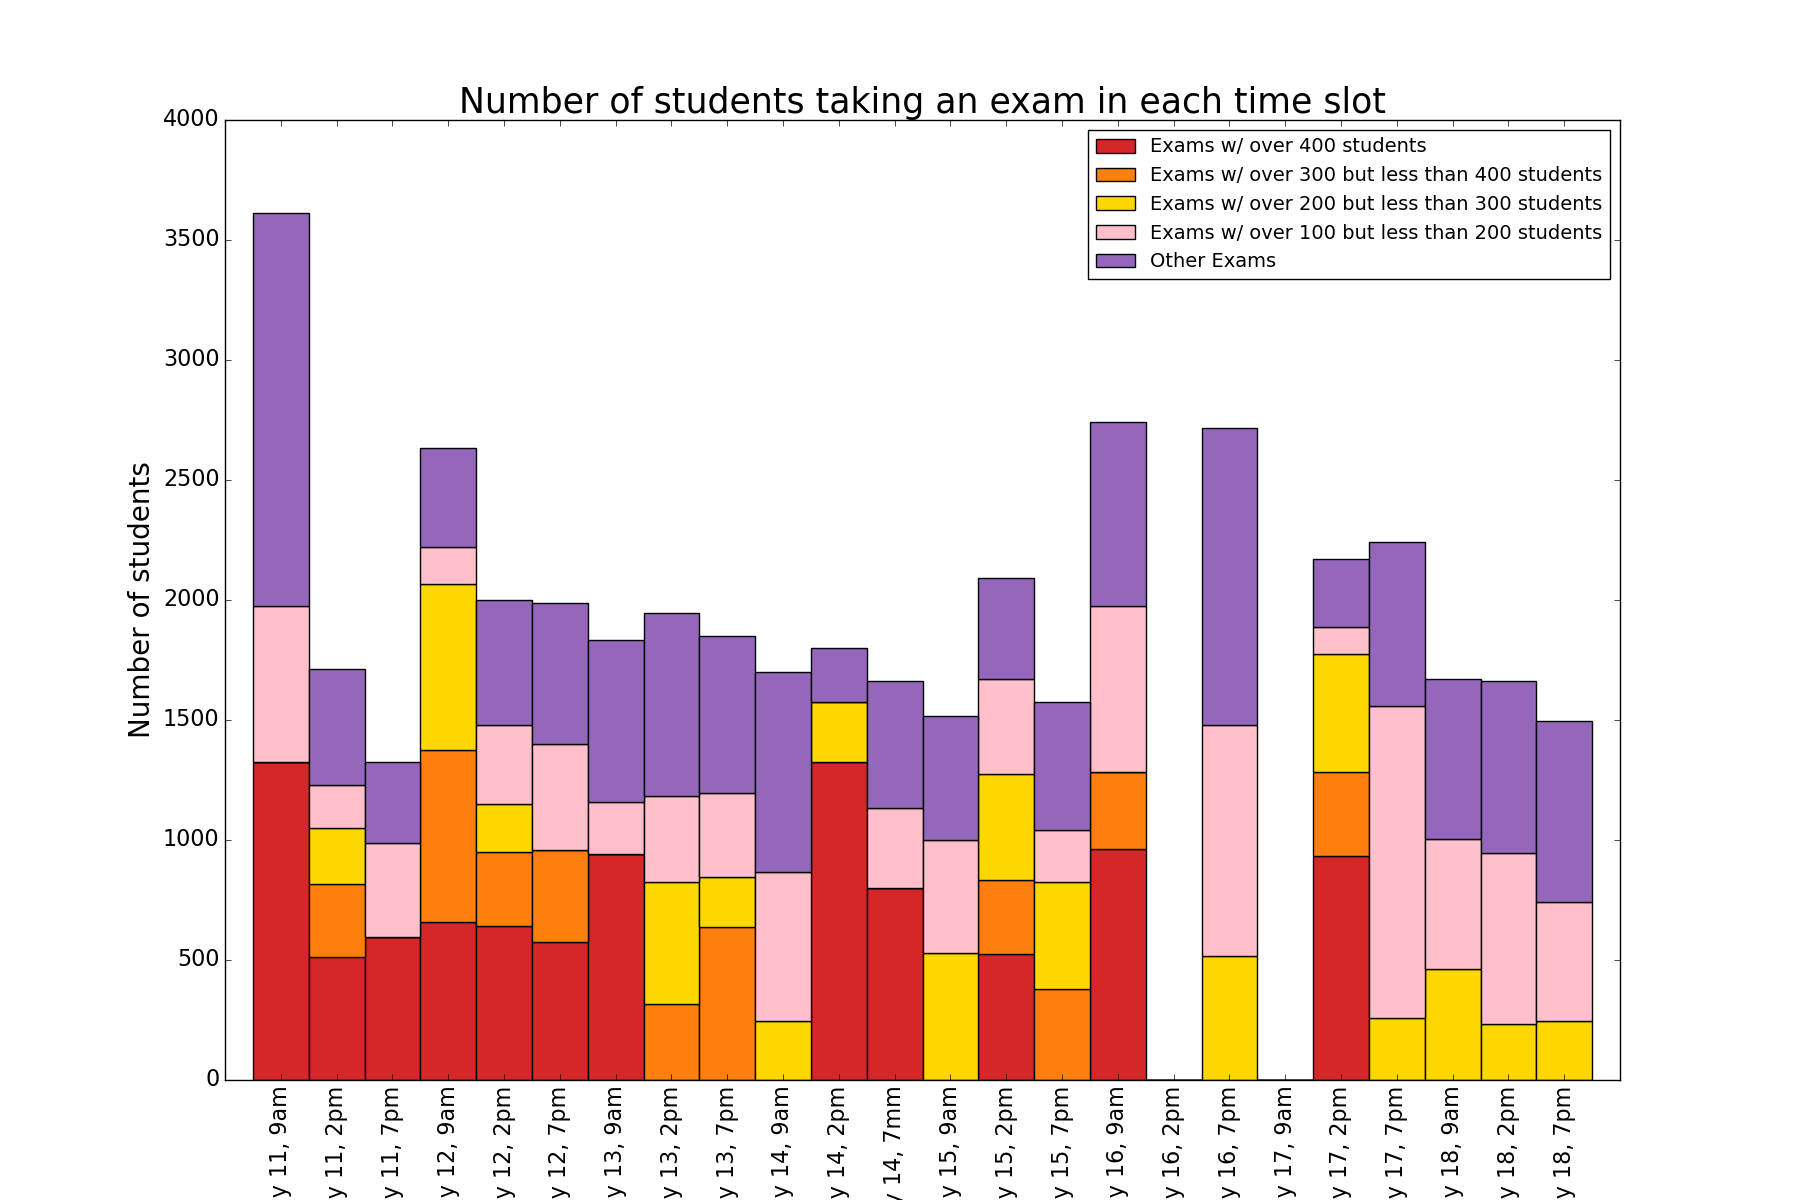 Number of students taking an exam in each time slot
Number of students
4000
3500
3000
2500
2000
1500
1000
500
0
Exams w/ over 400 students
Exams w/ over 300 but less than 400 students
Exams w/ over 200 but less than 300 students
Exams w/ over 100 but less than 200 students
Other Exams
y 11, 9am
y 11, 2pm
y 11, 7pm
y 12, 9am
y 12, 2pm
y 12, 7pm
y 13, 9am
y 13, 2pm
y 13, 7pm
y 14, 9am
y 14, 2pm
y 14, 7mm
y 15, 9am
y 15, 2pm
y 15, 7pm
y 16, 9am
y 16, 2pm
y 16, 7pm
y 17, 9am
y 17, 2pm
y 17, 7pm
y 18, 9am
y 18, 2pm
y 18, 7pm